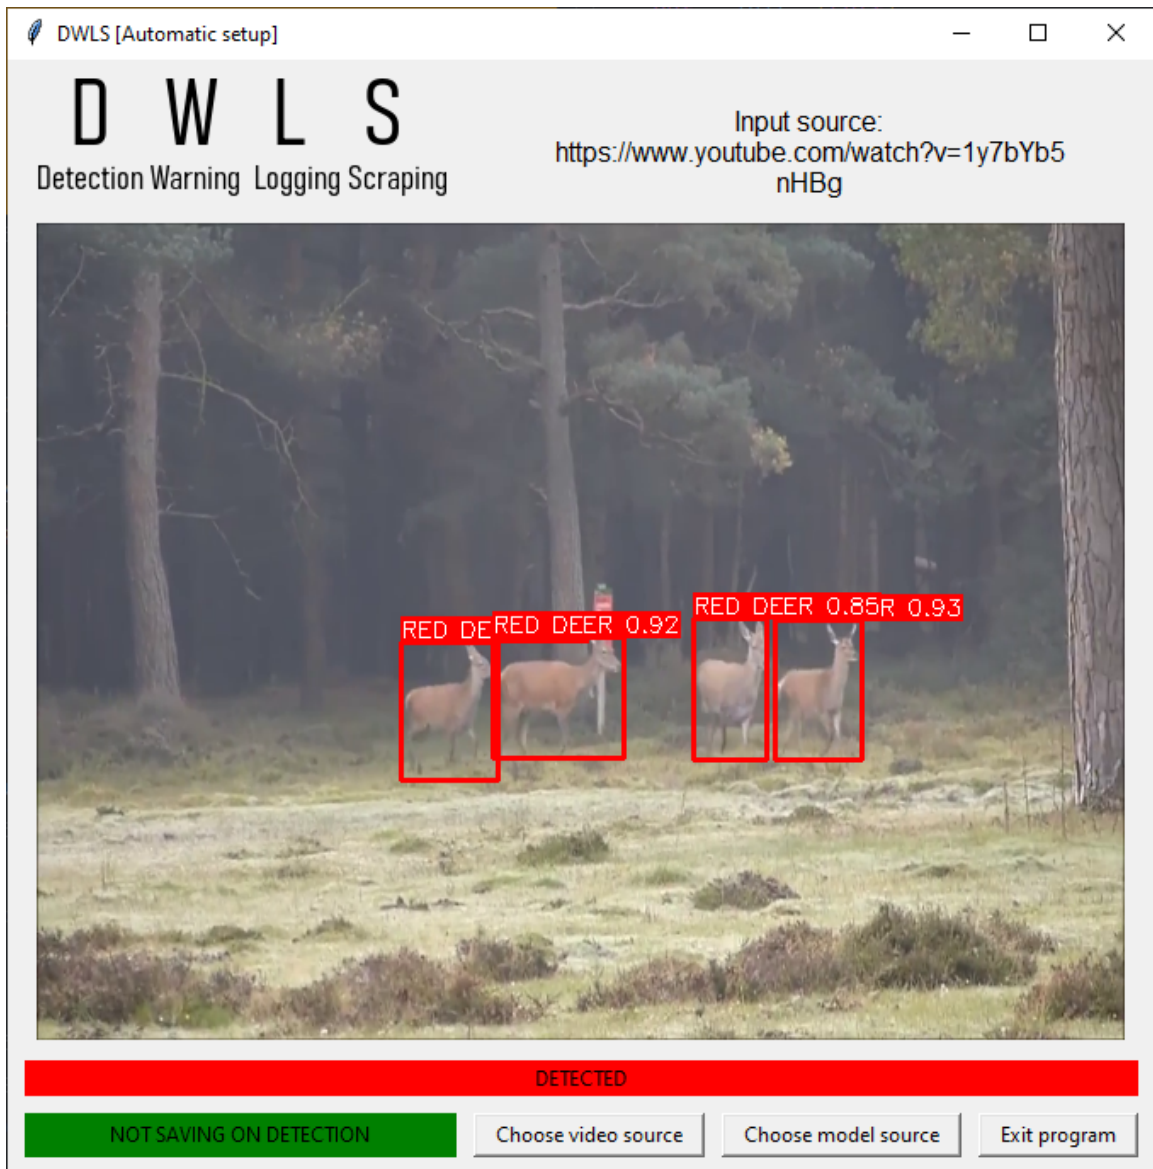 DWLS [Automatic setup]
D W L S
Detection Warning Logging Scraping
Input source:
https://www.youtube.com/watch?v=1y7bYb5
nHBg
RED DE
RED DEER 0.92
RED DEER 0.85
R 0.93
DETECTED
NOT SAVING ON DETECTION
Choose video source
Choose model source
Exit program